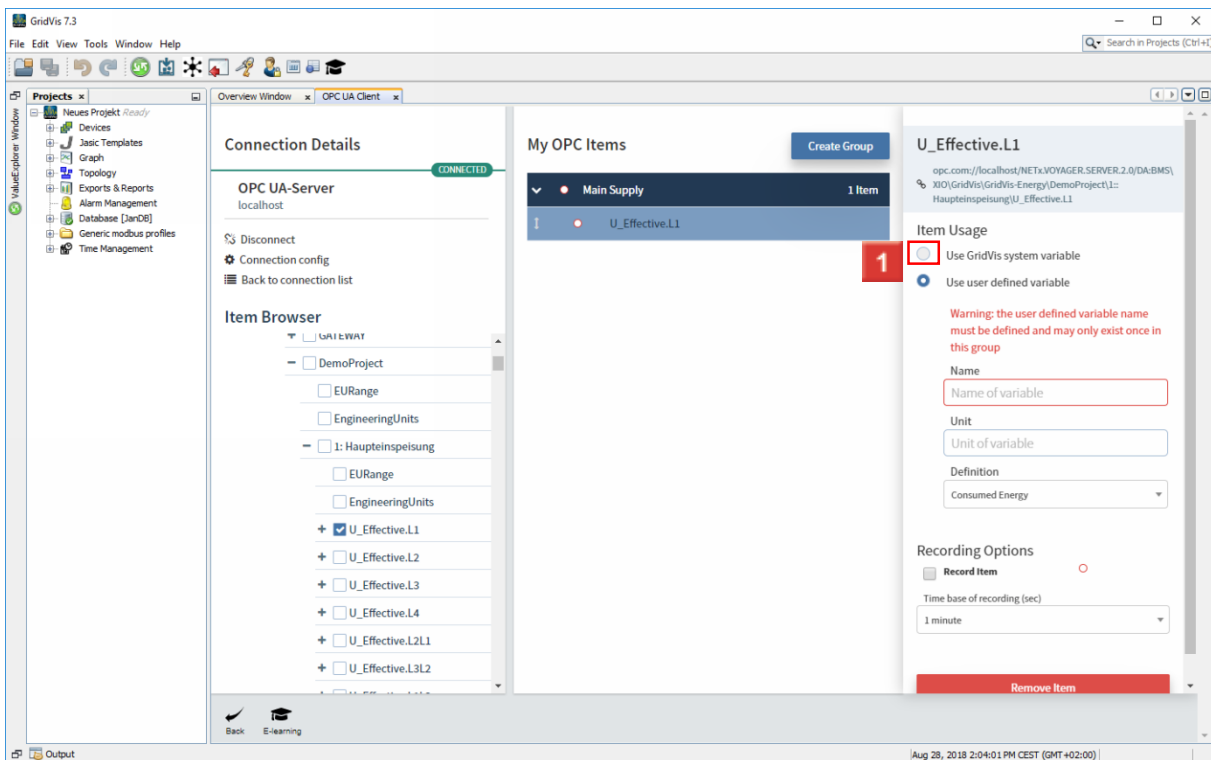 GridVis 7.3
File Edit View Tools Window Help
Search in Projects (Ctrl+I)
ValueExplorer Window
Projects
Neues Projekt Ready
Devices
Jasic Templates
Graph
Topology
Exports & Reports
Alarm Management
Database [JanDB]
Generic modbus profiles
Time Management
Overview Window
OPC UA Client
Connection Details
CONNECTED
OPC UA-Server
localhost
Disconnect
Connection config
Back to connection list
Item Browser
GATEWAY
DemoProject
EURange
EngineeringUnits
1: Haupteinspeisung
EURange
EngineeringUnits
U_Effective.L1
U_Effective.L2
U_Effective.L3
U_Effective.L4
U_Effective.L2L1
U_Effective.L3L2
My OPC Items
Create Group
Main Supply 1 Item
U_Effective.L1
1
U_Effective.L1
opc.com://localhost/NETx.VOYAGER.SERVER.2.0/DA:BMS\
XIO\GridVis\GridVis-Energy\DemoProject\1::
Haupteinspeisung\U_Effective.L1
Item Usage
Use GridVis system variable
Use user defined variable
Warning: the user defined variable name
must be defined and may only exist once in
this group
Name
Name of variable
Unit
Unit of variable
Definition
Consumed Energy
Recording Options
Record Item
Time base of recording (sec)
1 minute
Remove Item
Back
E-learning
Output
Aug 28, 2018 2:04:01 PM CEST (GMT+02:00)